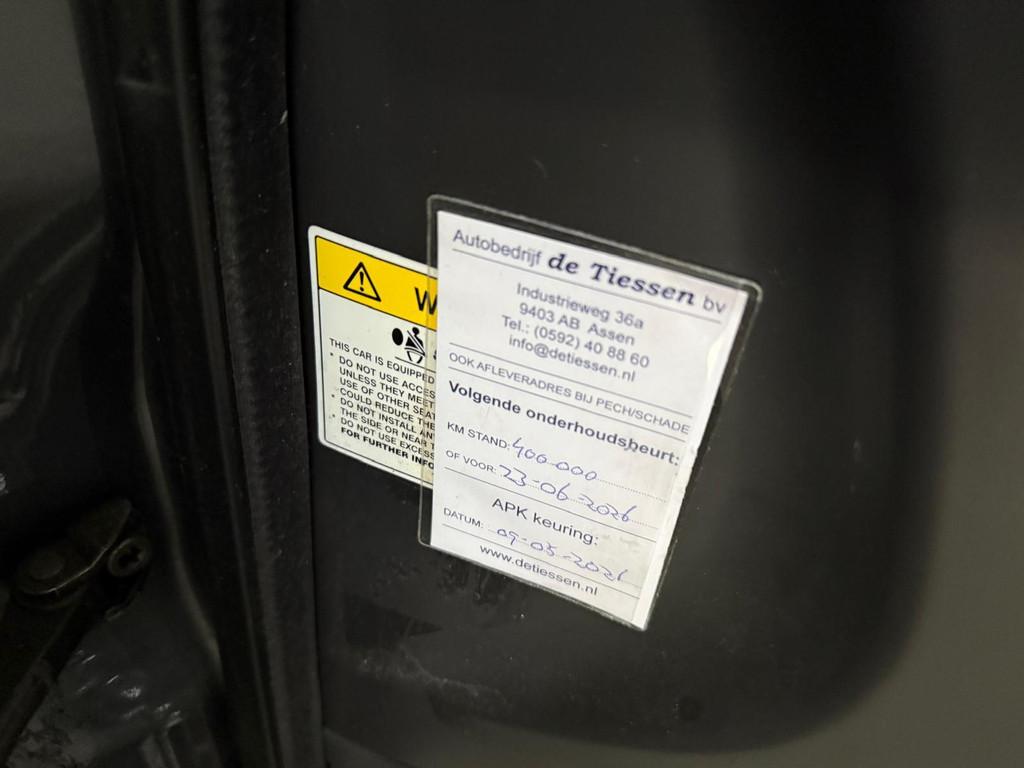 Autobedrijf de Tiessen bv
Industrieweg 36a
9403 AB Assen
Tel.: (0592) 40 88 60
info@detiessen.nl
OOK AFLEVERADRES BIJ PECH/SCHADE
Volgende onderhoudsbeurt:
KM STAND: 400.000
OF VOOR: 23-06-2026
APK keuring:
DATUM: 09-05-2026
www.detiessen.nl
W
THIS CAR IS EQUIPPED
• DO NOT USE ACCES
UNLESS THEY MEET
USE OF OTHER SEAT
COULD REDUCE THE
• DO NOT INSTALL AN
THE SIDE OR NEAR T
• DO NOT USE EXCESS
FOR FURTHER INFO